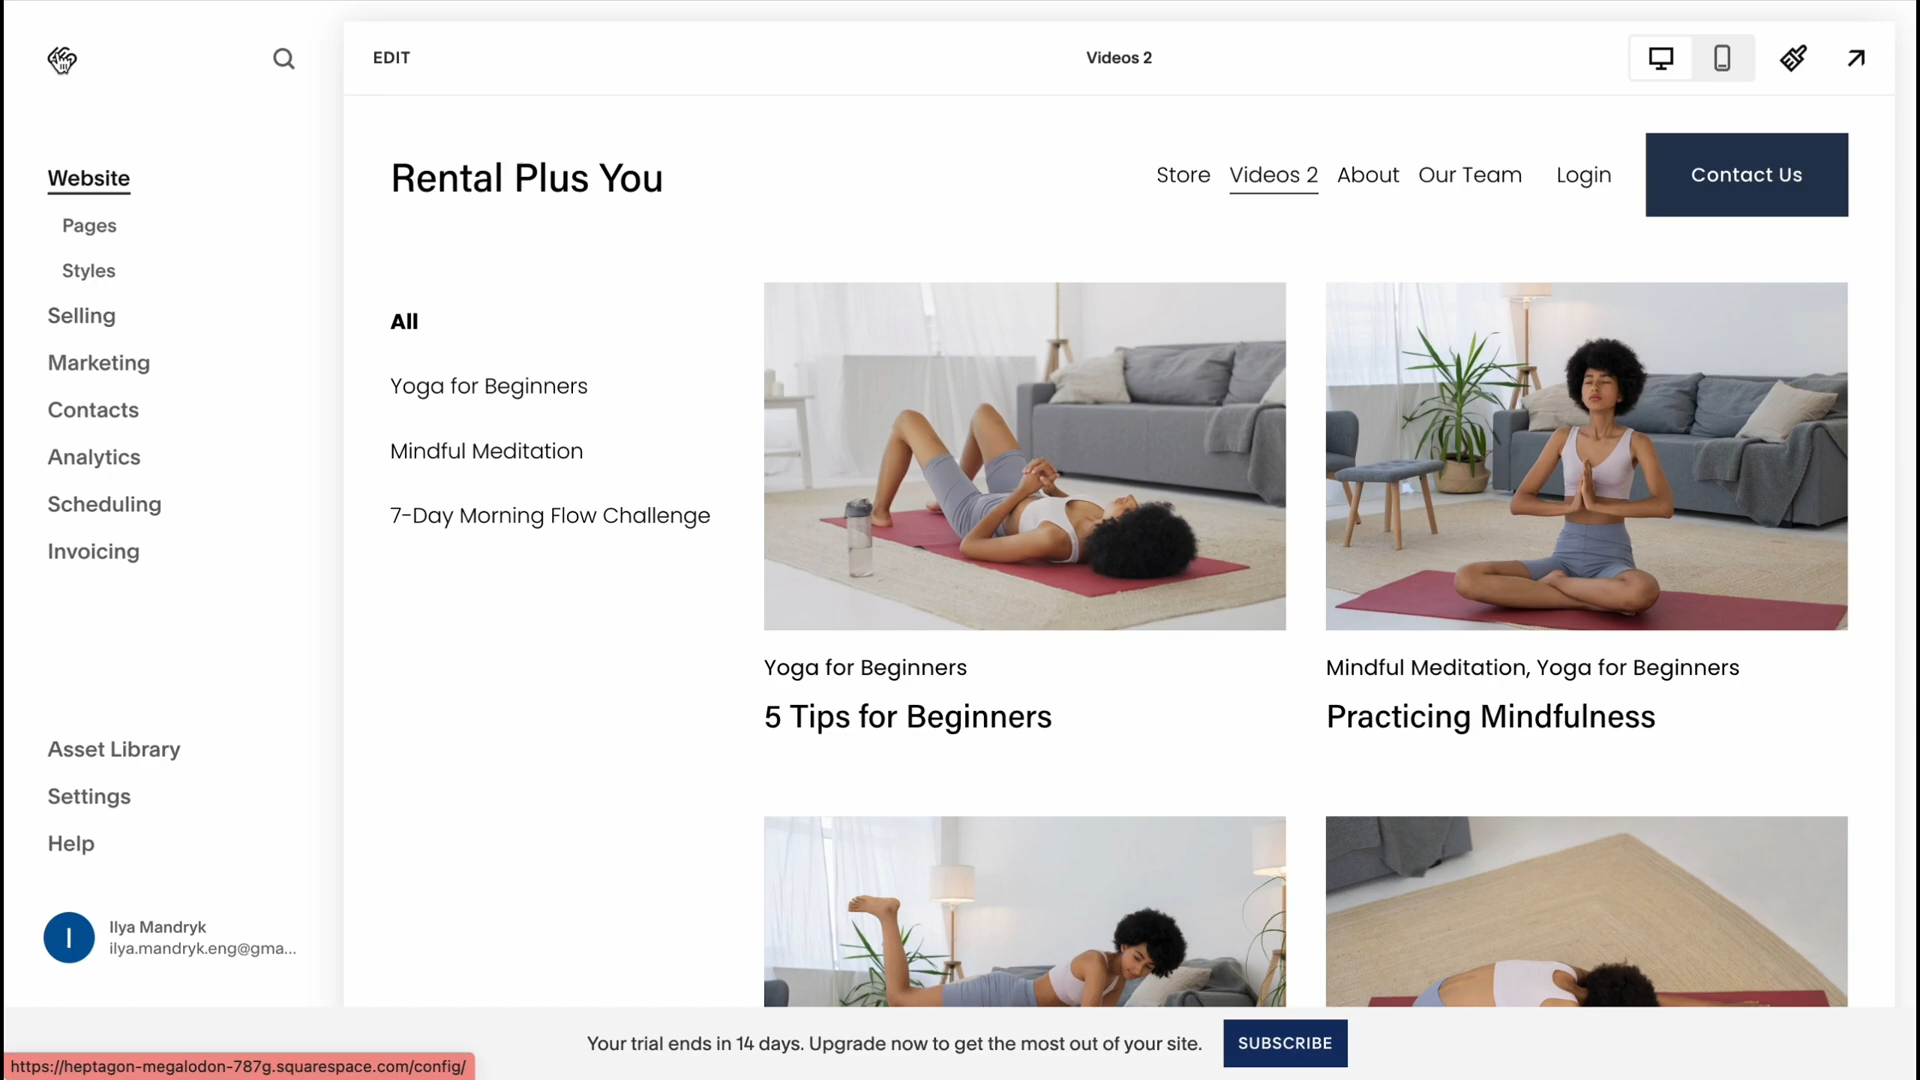 EDIT
Videos 2
Website
Pages
Styles
Selling
Marketing
Contacts
Analytics
Scheduling
Invoicing
Asset Library
Settings
Help
I
Ilya Mandryk
ilya.mandryk.eng@gma...
Rental Plus You
Store
Videos 2
About
Our Team
Login
Contact Us
All
Yoga for Beginners
Mindful Meditation
7-Day Morning Flow Challenge
Yoga for Beginners
5 Tips for Beginners
Mindful Meditation, Yoga for Beginners
Practicing Mindfulness
Your trial ends in 14 days. Upgrade now to get the most out of your site.
SUBSCRIBE
https://heptagon-megalodon-787g.squarespace.com/config/